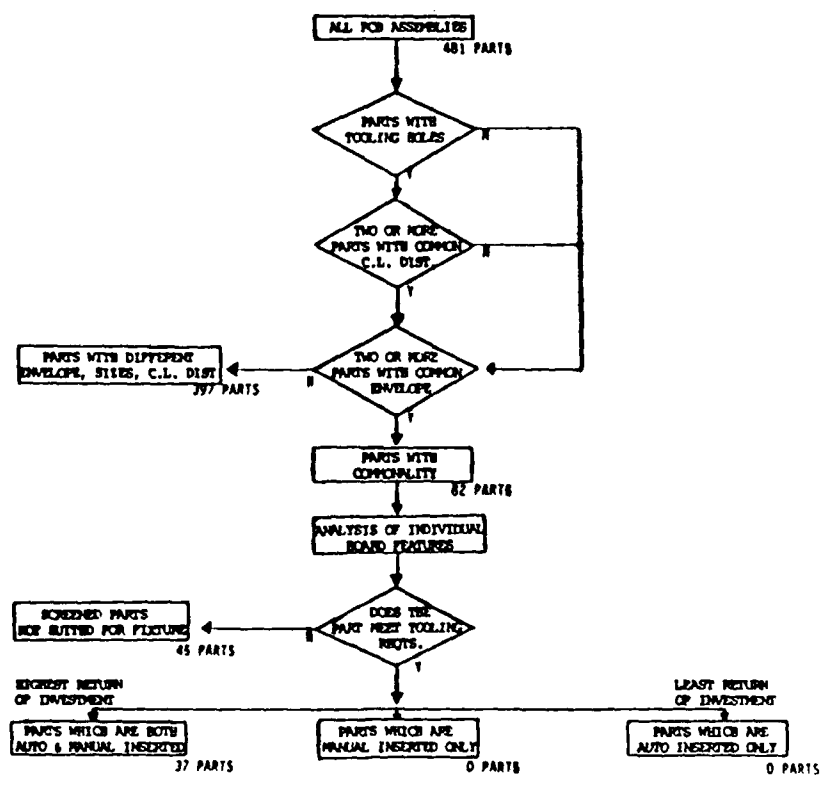 ALL PCB ASSEMBLIES
481 PARTS
PARTS WITH
TOOLING HOLES
N
Y
TWO OR MORE
PARTS WITH COMMON
C.L. DIST.
N
Y
TWO OR MORE
PARTS WITH COMMON
ENVELOPE
N
Y
PARTS WITH DIFFERENT
ENVELOPE, SIZES, C.L. DIST
397 PARTS
PARTS WITH
COMMONALITY
82 PARTS
ANALYSIS OF INDIVIDUAL
BOARD FEATURES
DOES THE
PART MEET TOOLING
REQTS.
N
Y
SCREENED PARTS
NOT SUITED FOR FIXTURE
45 PARTS
HIGHEST RETURN
OF INVESTMENT
LEAST RETURN
OF INVESTMENT
PARTS WHICH ARE BOTH
AUTO & MANUAL INSERTED
37 PARTS
PARTS WHICH ARE
MANUAL INSERTED ONLY
0 PARTS
PARTS WHICH ARE
AUTO INSERTED ONLY
0 PARTS